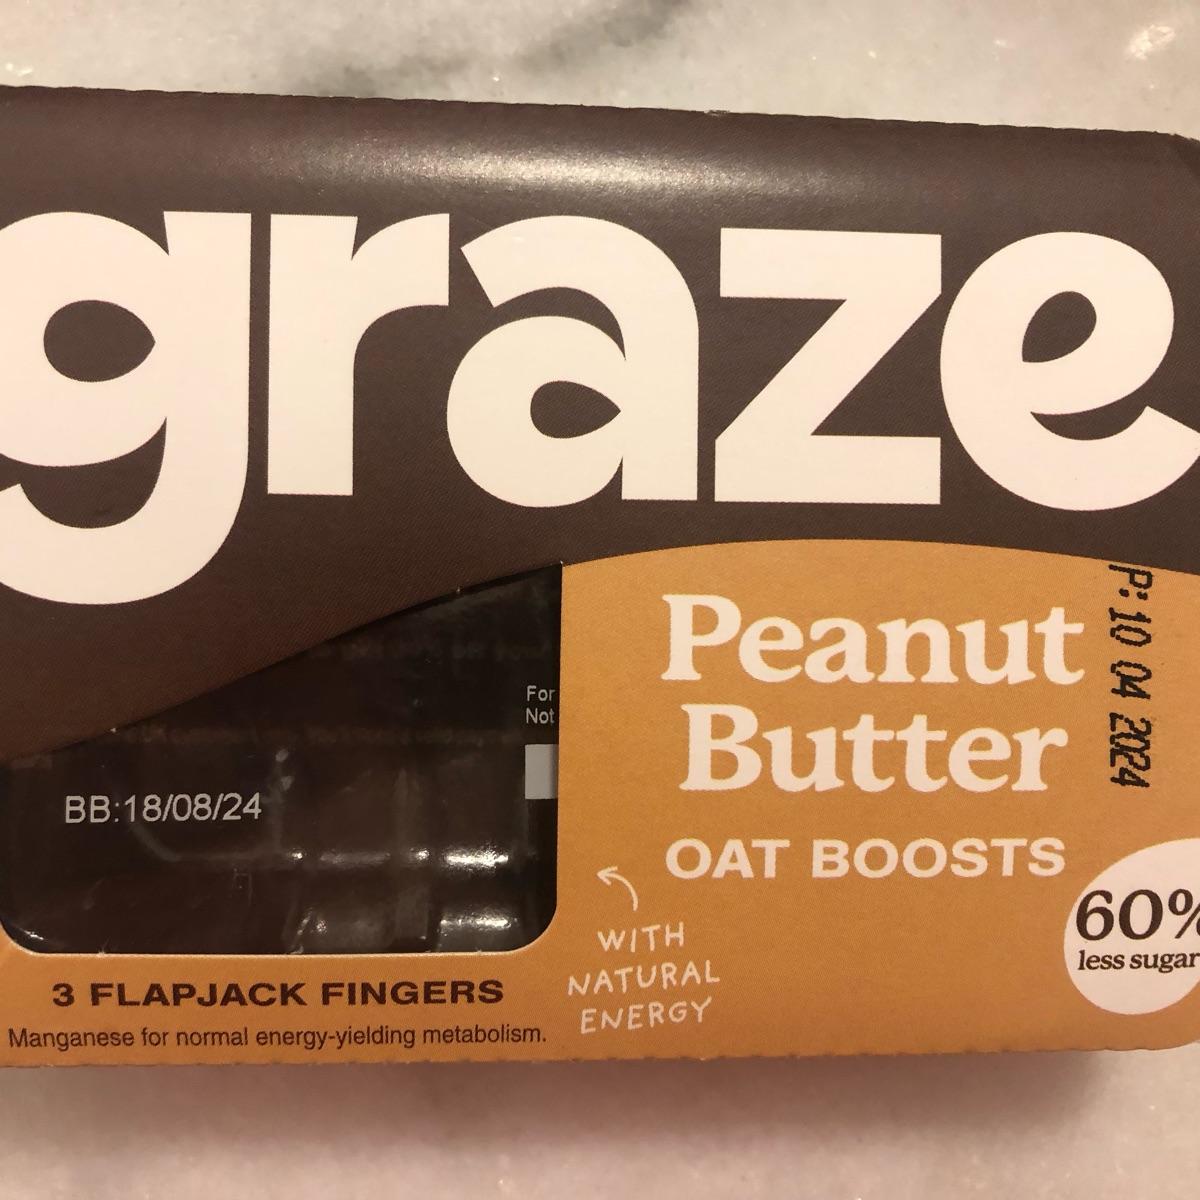 graze
Peanut
Butter
OAT BOOSTS
P: 10 04 2024
For
Not
BB:18/08/24
WITH
NATURAL
ENERGY
60%
less sugar
3 FLAPJACK FINGERS
Manganese for normal energy-yielding metabolism.